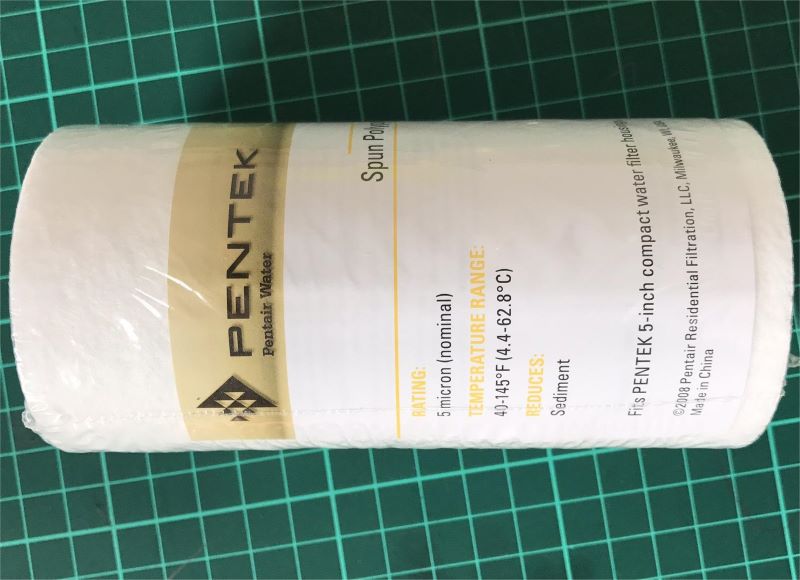 PENTEK
Pentair Water
Spun
RATING:
5 micron (nominal)
TEMPERATURE RANGE:
40-145°F (4.4-62.8°C)
REDUCES:
Sediment
Fits PENTEK 5-inch compact water filter
©2008 Pentair Residential Filtration, LLC, Milwaukee,
Made in China